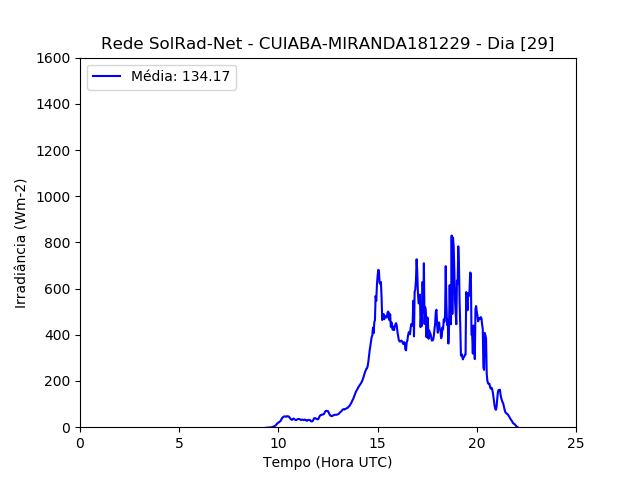 Rede SolRad-Net - CUIABA-MIRANDA181229 - Dia [29]
Média: 134.17
Irradiância (Wm-2)
1600
1400
1200
1000
800
600
400
200
0
0 5 10 15 20 25
Tempo (Hora UTC)